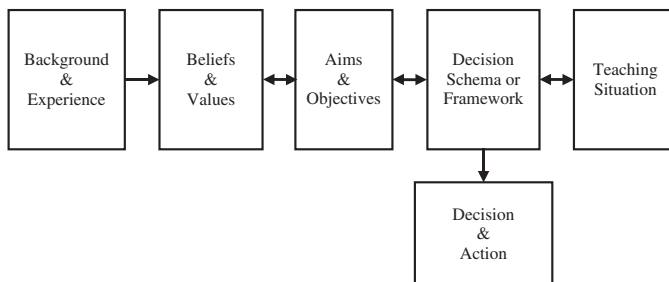 Background
&
Experience
Beliefs
&
Values
Aims
&
Objectives
Decision
Schema or
Framework
Teaching
Situation
Decision
&
Action